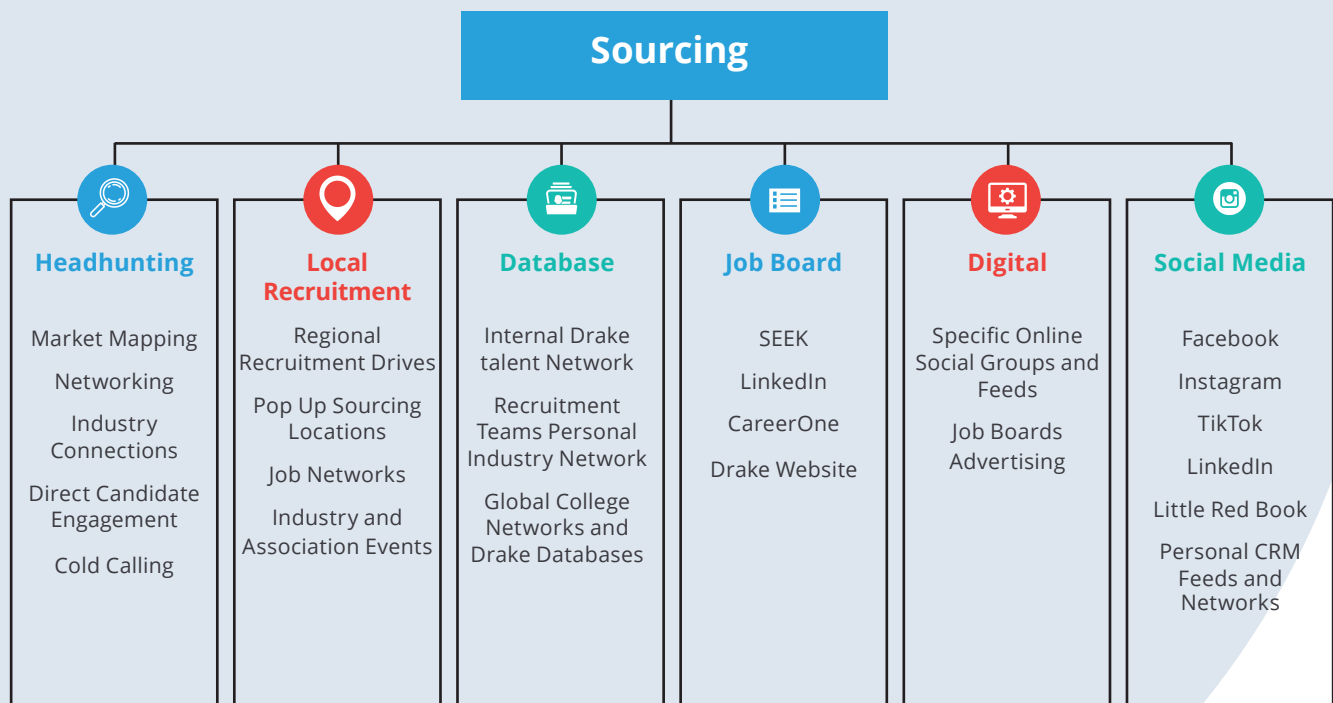 Sourcing
Headhunting
Market Mapping
Networking
Industry
Connections
Direct Candidate
Engagement
Cold Calling
Local
Recruitment
Regional
Recruitment Drives
Pop Up Sourcing
Locations
Job Networks
Industry and
Association Events
Database
Internal Drake
talent Network
Recruitment
Teams Personal
Industry Network
Global College
Networks and
Drake Databases
Job Board
SEEK
LinkedIn
CareerOne
Drake Website
Digital
Specific Online
Social Groups and
Feeds
Job Boards
Advertising
Social Media
Facebook
Instagram
TikTok
LinkedIn
Little Red Book
Personal CRM
Feeds and
Networks